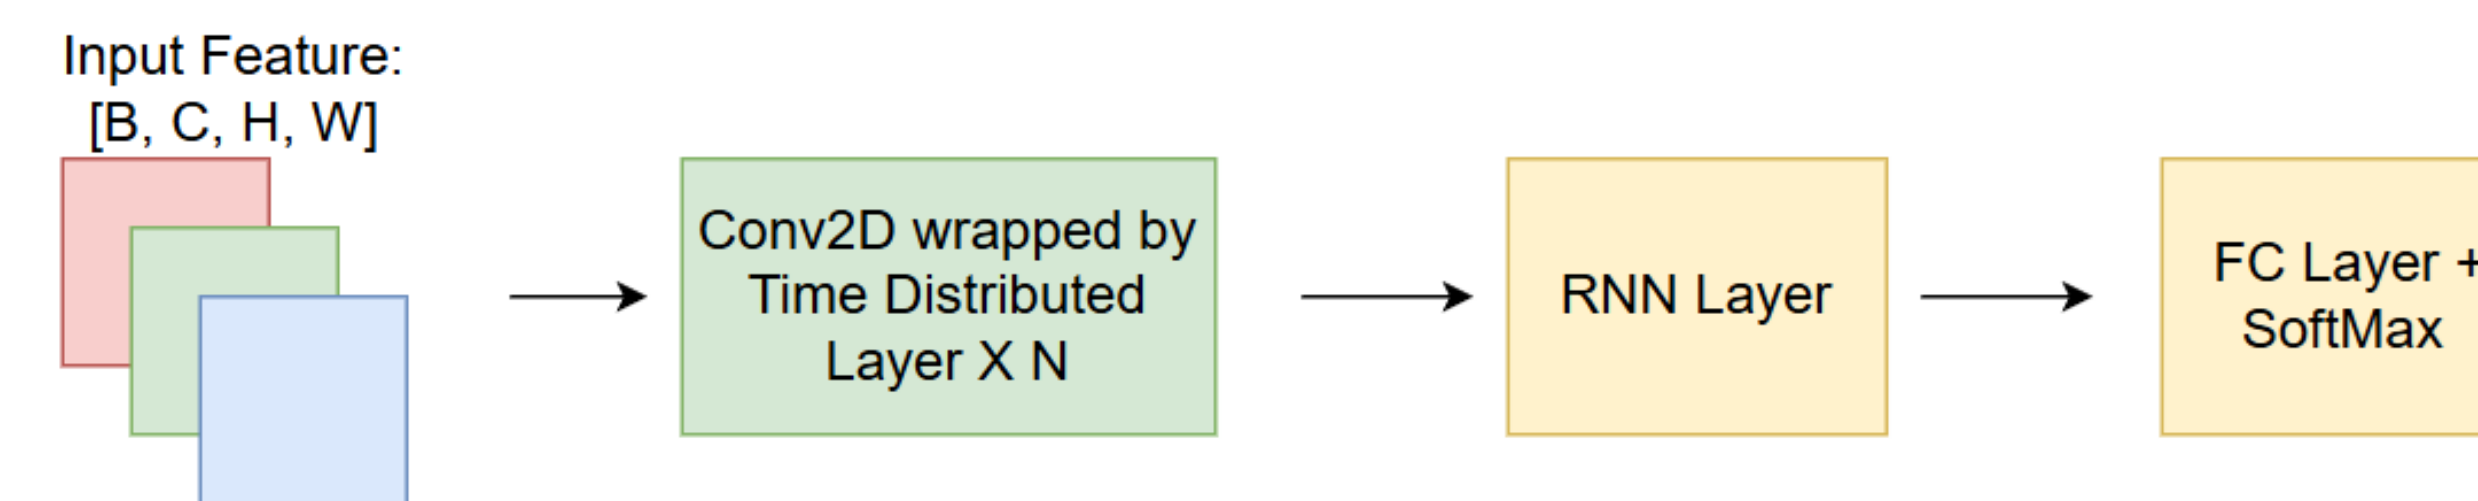 Input Feature:
[B, C, H, W]
Conv2D wrapped by
Time Distributed
Layer X N
RNN Layer
FC Layer +
SoftMax